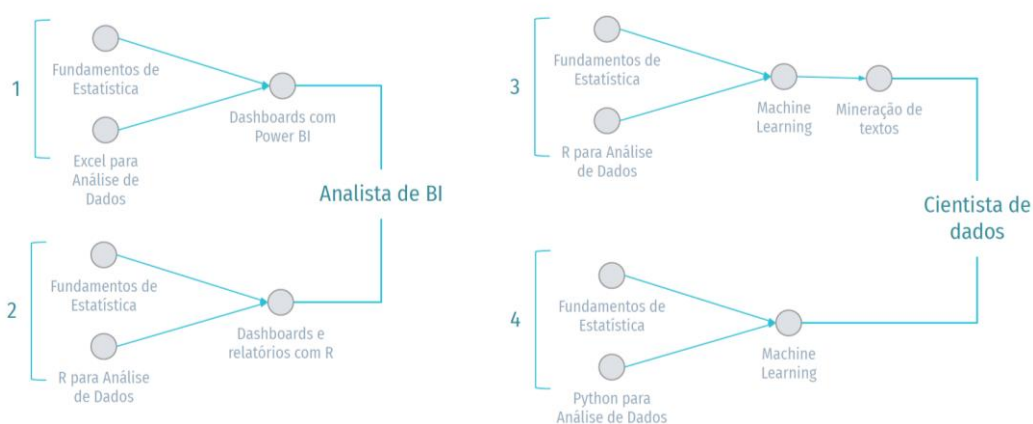 1
Fundamentos de
Estatística
Excel para
Análise de
Dados
Dashboards com
Power BI
Analista de BI
2
Fundamentos de
Estatística
R para Análise
de Dados
Dashboards e
relatórios com R
3
Fundamentos de
Estatística
R para Análise
de Dados
Machine
Learning
Mineração de
textos
Cientista de
dados
4
Fundamentos de
Estatística
Python para
Análise de Dados
Machine
Learning